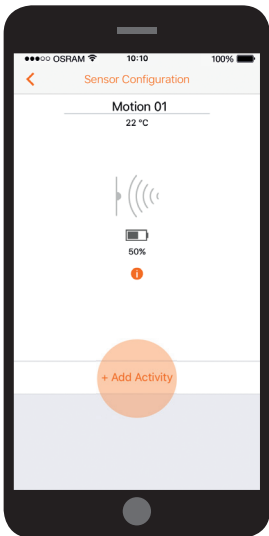 OSRAM 10:10 100%
Sensor Configuration
Motion 01
22 °C
50%
i
+ Add Activity